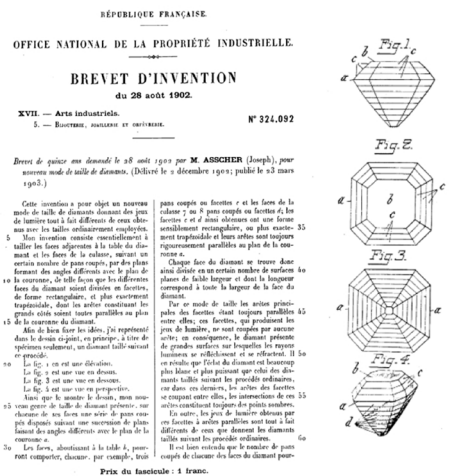 RÉPUBLIQUE FRANÇAISE.
OFFICE NATIONAL DE LA PROPRIÉTÉ INDUSTRIELLE.
BREVET D'INVENTION
du 28 août 1902.
XVII. — Arts industriels.
5. — Bijouterie, joaillerie et orfèvrerie.
N° 324.092
Brevet de quinze ans demandé le 28 août 1902 par M. ASSCHER (Joseph), pour
nouveau mode de taille de diamants. (Délivré le 2 décembre 1902; publié le 23 mars
1903.)
Cette invention a pour objet un nouveau
mode de taille de diamants donnant des jeux
de lumière tout à fait différents de ceux obte-
nus avec les tailles ordinairement employées.
5 Mon invention consiste essentiellement à
tailler les faces adjacentes à la table du dia-
mant et les faces de la culasse, suivant un
certain nombre de pans coupés, par des plans
formant des angles différents avec le plan de
10 la couronne, de telle façon que les différentes
faces du diamant soient divisées en facettes,
de forme rectangulaire, et plus exactement
trapézoïdale, dont les arêtes constituant les
grands côtés soient toutes parallèles au plan
15 de la couronne du diamant.
Afin de bien fixer les idées, j'ai représenté
dans le dessin ci-joint, en principe, à titre de
spécimen seulement, un diamant taillé suivant
ce procédé.
20 La fig. 1 en est une élévation.
La fig. 2 est une vue en dessus.
La fig. 3 est une vue en dessous.
La fig. 4 est une vue en perspective.
Ainsi que le montre le dessin, mon nou-
25 veau genre de taille de diamant présente, sur
chacune de ses faces une série de pans cou-
pés disposés suivant une succession de plans
faisant des angles différents avec le plan de la
couronne a.
30 Les faces, aboutissant à la table b, pour-
ront comporter, chacune, par exemple, trois
pans coupés ou facettes c et les faces de la
culasse 7 ou 8 pans coupés ou facettes d; les
facettes c et d ainsi obtenues ont une forme
sensiblement rectangulaire, ou plus exacte- 35
ment trapézoïdale et leurs arêtes sont toujours
rigoureusement parallèles au plan de la cou-
ronne a.
Chaque face du diamant se trouve donc
ainsi divisée en un certain nombre de surfaces 40
planes de faible largeur et dont la longueur
correspond à toute la largeur de la face du
diamant.
Par ce mode de taille les arêtes princi-
pales des facettes étant toujours parallèles 45
entre elles; ces facettes, qui produisent les
jeux de lumière, ne sont coupées par aucune
arête; en conséquence, le diamant présente
de grandes surfaces sur lesquelles les rayons
lumineux se réfléchissent et se réfractent. Il 50
en résulte que l'éclat du diamant est beaucoup
plus blanc et plus puissant que celui des dia-
mants taillés suivant les procédés ordinaires,
car dans ces derniers, les arêtes des facettes
se coupant entre elles, les intersections de ces 55
arêtes constituent toujours des points sombres.
En outre, les jeux de lumière obtenus par
ces facettes à arêtes parallèles sont tout à fait
différents de ceux que donnent les diamants
taillés suivant les procédés ordinaires. 60
Il est bien entendu que le nombre de pans
coupés de chacune des faces du diamant pour-
Prix du fascicule : 1 franc.
Fig. 1
b
c
a
c
Fig. 2.
a
b
c
c
Fig. 3.
a
a
Fig. 4.
b
a
d